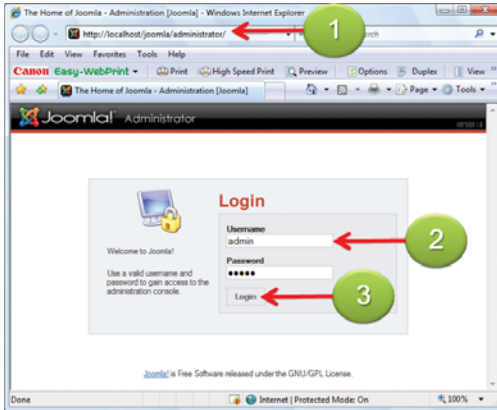 The Home of Joomla - Administration [Joomla] - Windows Internet Explorer
1
http://localhost/joomla/administrator/
File Edit View Favorites Tools Help
Canon Easy-WebPrint Print High Speed Print Preview Options Duplex View
The Home of Joomla - Administration [Joomla] Page Tools
Joomla! Administrator
Login
Username
admin
2
Welcome to Joomla!
Password
Use a valid username and
password to gain access to the
administration console.
Login
3
Joomla! is Free Software released under the GNU/GPL License.
Done Internet | Protected Mode: On 100%